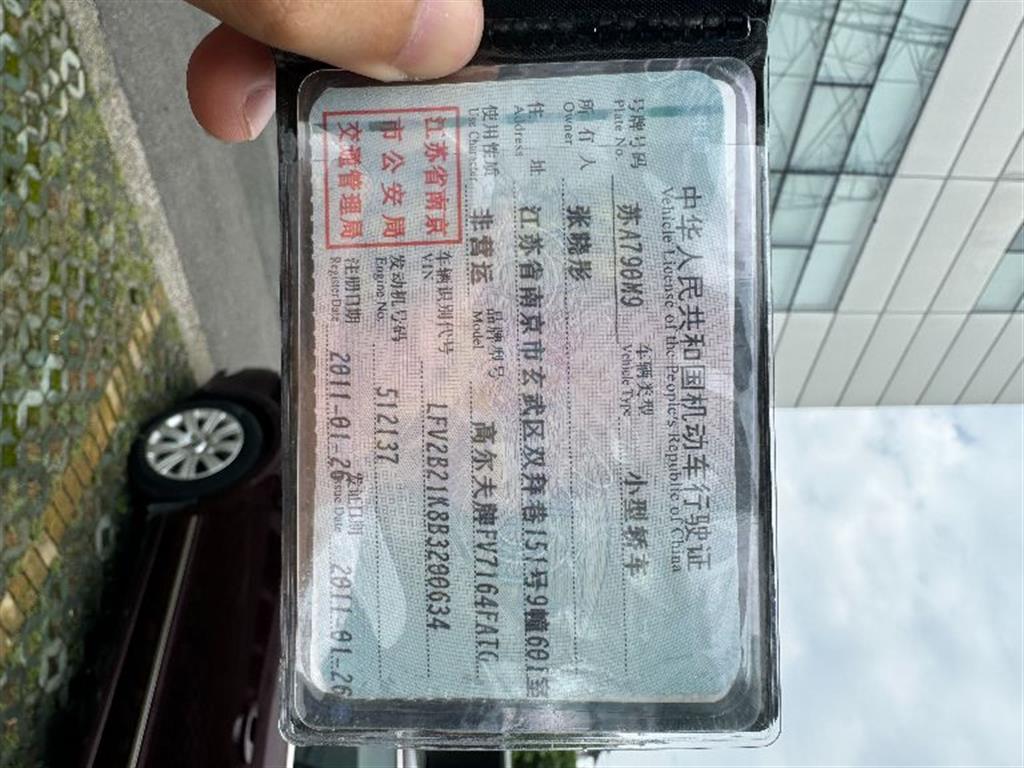 中华人民共和国机动车行驶证
Vehicle License of the People's Republic of China
号牌号码 苏A790M9 车辆类型 小型轿车
Plate No. Vehicle Type
所有人 张晓彤
Owner
住址 江苏省南京市玄武区双拜巷151号9幢601室
Address
使用性质 非营运 品牌型号 高尔夫牌FV7164FATG
Use Character Model
江苏省南京
市公安局
交通管理局
车辆识别代号 LFV2B21K8B3200634
VIN
发动机号码 512137
Engine No.
注册日期 2011-01-26 发证日期 2011-01-26
Register Date Issue Date